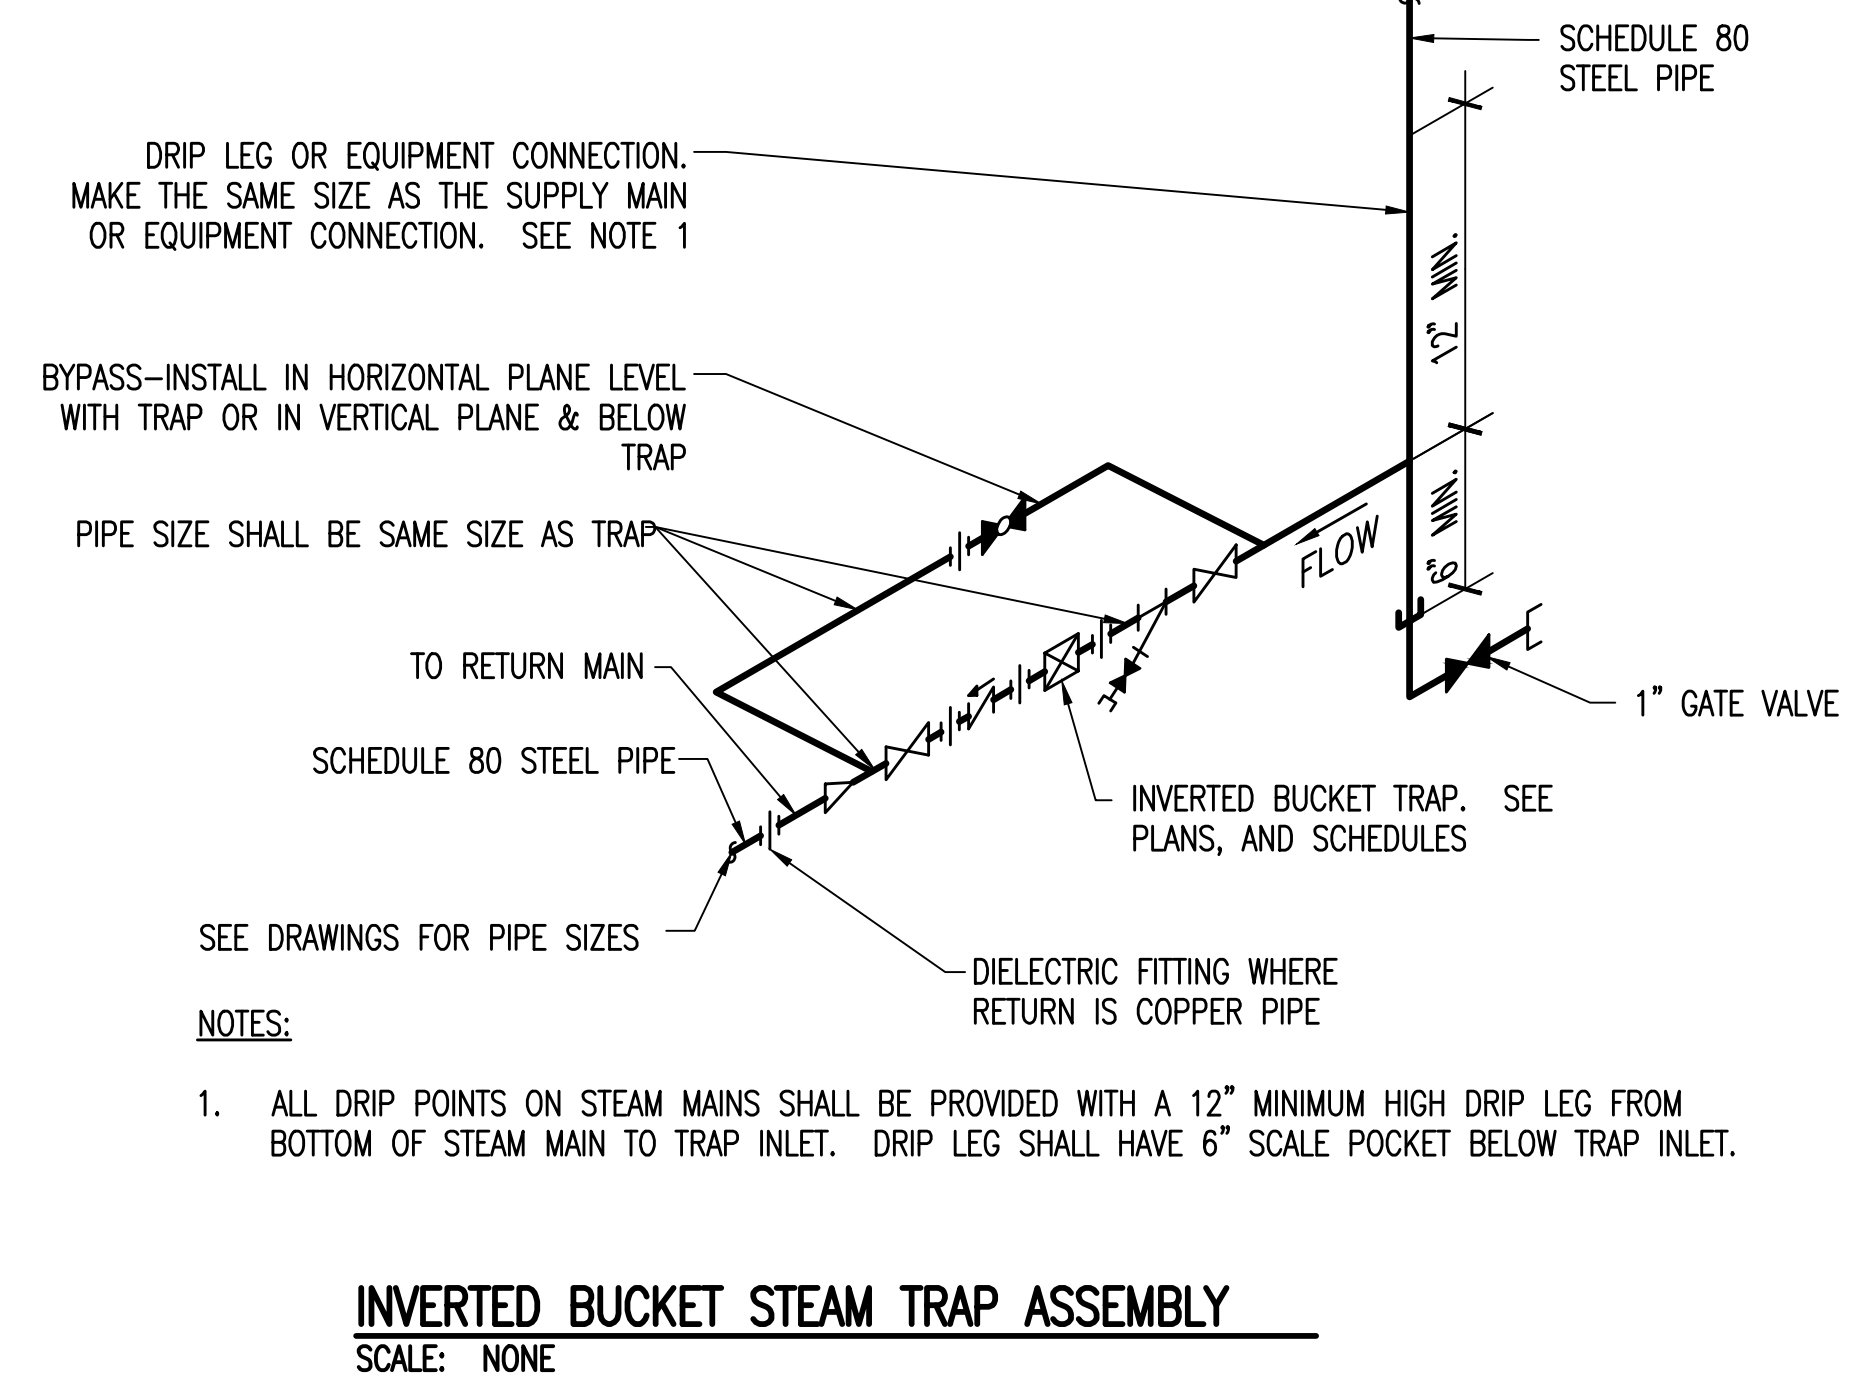 SCHEDULE 80
STEEL PIPE
DRIP LEG OR EQUIPMENT CONNECTION.
MAKE THE SAME SIZE AS THE SUPPLY MAIN
OR EQUIPMENT CONNECTION. SEE NOTE 1
12" MIN.
BYPASS-INSTALL IN HORIZONTAL PLANE LEVEL
WITH TRAP OR IN VERTICAL PLANE & BELOW
TRAP
6" MIN.
PIPE SIZE SHALL BE SAME SIZE AS TRAP
FLOW
TO RETURN MAIN
1" GATE VALVE
SCHEDULE 80 STEEL PIPE
INVERTED BUCKET TRAP. SEE
PLANS, AND SCHEDULES
SEE DRAWINGS FOR PIPE SIZES
DIELECTRIC FITTING WHERE
RETURN IS COPPER PIPE
NOTES:
1. ALL DRIP POINTS ON STEAM MAINS SHALL BE PROVIDED WITH A 12" MINIMUM HIGH DRIP LEG FROM
BOTTOM OF STEAM MAIN TO TRAP INLET. DRIP LEG SHALL HAVE 6" SCALE POCKET BELOW TRAP INLET.
INVERTED BUCKET STEAM TRAP ASSEMBLY
SCALE: NONE